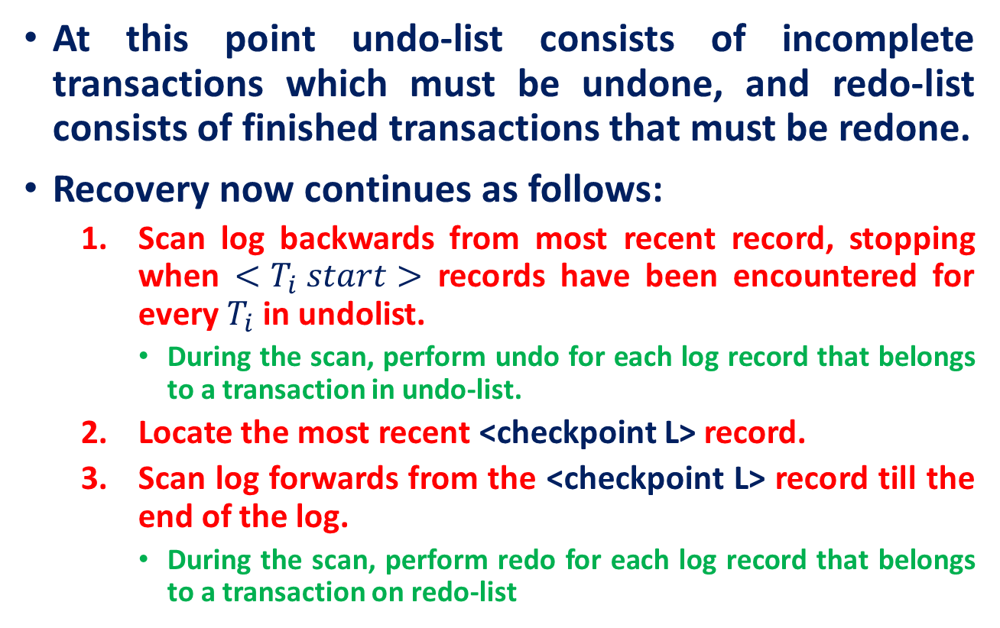 • At this point undo-list consists of incomplete
transactions which must be undone, and redo-list
consists of finished transactions that must be redone.
• Recovery now continues as follows:
1. Scan log backwards from most recent record, stopping
when < Tᵢ start > records have been encountered for
every Tᵢ in undolist.
• During the scan, perform undo for each log record that belongs
to a transaction in undo-list.
2. Locate the most recent <checkpoint L> record.
3. Scan log forwards from the <checkpoint L> record till the
end of the log.
• During the scan, perform redo for each log record that belongs
to a transaction on redo-list